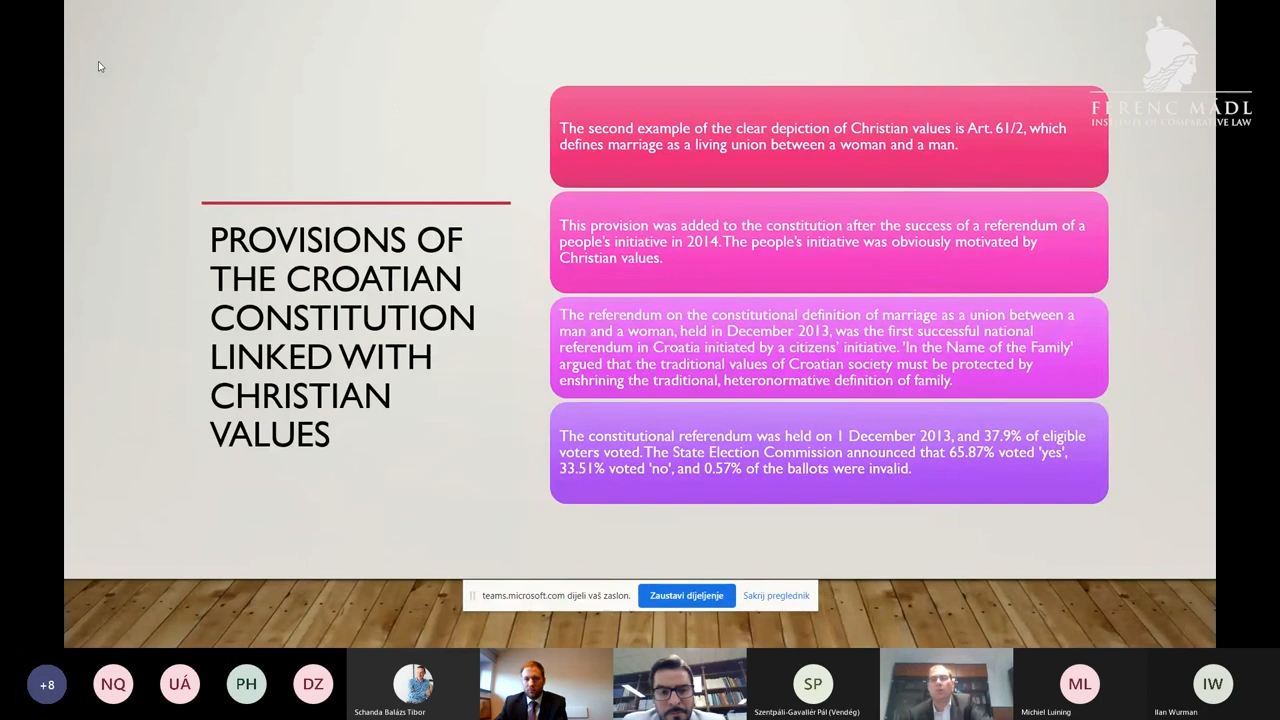 FERENC MÁDL
INSTITUTE OF COMPARATIVE LAW
PROVISIONS OF
THE CROATIAN
CONSTITUTION
LINKED WITH
CHRISTIAN
VALUES
The second example of the clear depiction of Christian values is Art. 61/2, which
defines marriage as a living union between a woman and a man.
This provision was added to the constitution after the success of a referendum of a
people's initiative in 2014. The people's initiative was obviously motivated by
Christian values.
The referendum on the constitutional definition of marriage as a union between a
man and a woman, held in December 2013, was the first successful national
referendum in Croatia initiated by a citizens' initiative. 'In the Name of the Family'
argued that the traditional values of Croatian society must be protected by
enshrining the traditional, heteronormative definition of family.
The constitutional referendum was held on 1 December 2013, and 37.9% of eligible
voters voted. The State Election Commission announced that 65.87% voted 'yes',
33.51% voted 'no', and 0.57% of the ballots were invalid.
teams.microsoft.com dijeli vaš zaslon.
Zaustavi dijeljenje
Sakrij preglednik
+8
NQ
UÁ
PH
DZ
Schanda Balázs Tibor
SP
Szentpáli-Gavallér Pál (Vendég)
ML
Michiel Luining
IW
Ilan Wurman